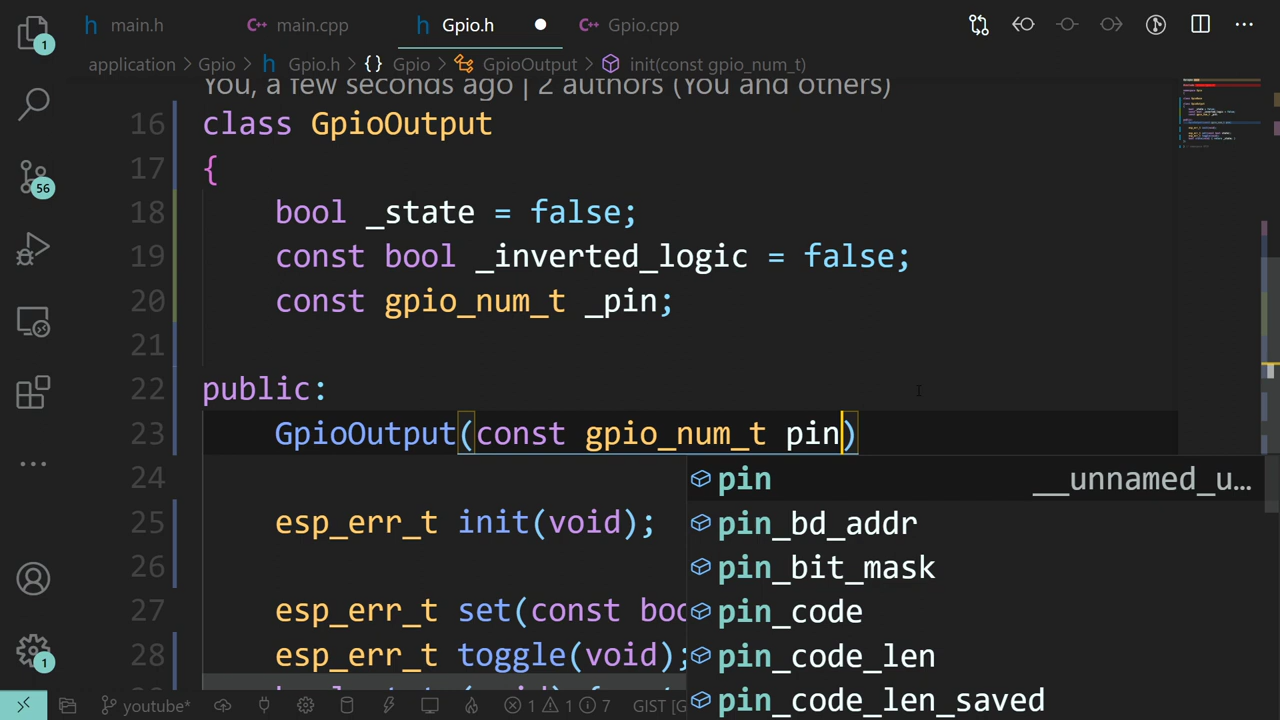 main.h main.cpp Gpio.h Gpio.cpp
application > Gpio > Gpio.h > {} Gpio > GpioOutput > init(const gpio_num_t)
You, a few seconds ago | 2 authors (You and others)
16 class GpioOutput
17 {
18 bool _state = false;
19 const bool _inverted_logic = false;
20 const gpio_num_t _pin;
21
22 public:
23 GpioOutput(const gpio_num_t pin)
24 pin __unnamed_u...
pin_bd_addr
25 esp_err_t init(void);
26 pin_bit_mask
27 esp_err_t set(const boo pin_code
28 esp_err_t toggle(void); pin_code_len
pin_code_len_saved
1
56
1
youtube* 1 1 7 GIST [G